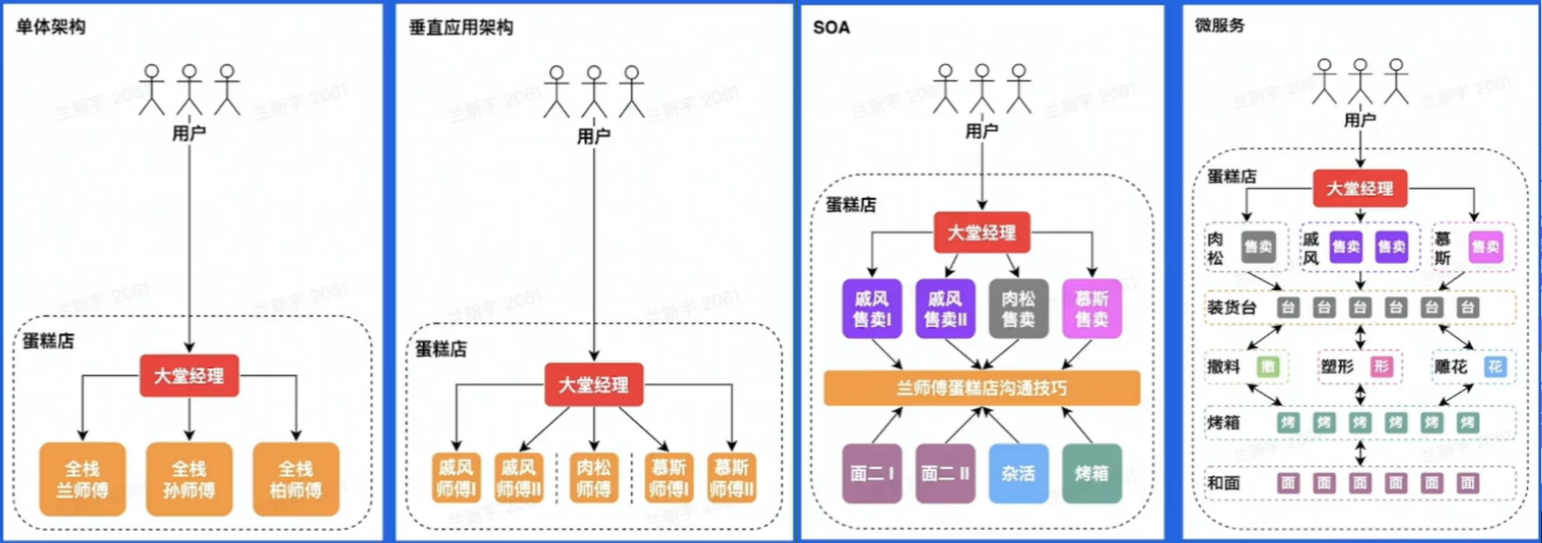 单体架构
用户
蛋糕店
大堂经理
全栈
兰师傅
全栈
孙师傅
全栈
柏师傅
垂直应用架构
用户
蛋糕店
大堂经理
戚风
师傅I
戚风
师傅II
肉松
师傅
慕斯
师傅I
慕斯
师傅II
SOA
用户
蛋糕店
大堂经理
戚风
售卖I
戚风
售卖II
肉松
售卖
慕斯
售卖
兰师傅蛋糕店沟通技巧
面二 I
面二 II
杂活
烤箱
微服务
用户
蛋糕店
大堂经理
肉松 售卖
戚风 售卖 售卖
慕斯 售卖
装货台 台 台 台 台 台 台
撒料 撒
塑形 形
雕花 花
烤箱 烤 烤 烤 烤 烤 烤
和面 面 面 面 面 面 面
兰新宇 2061